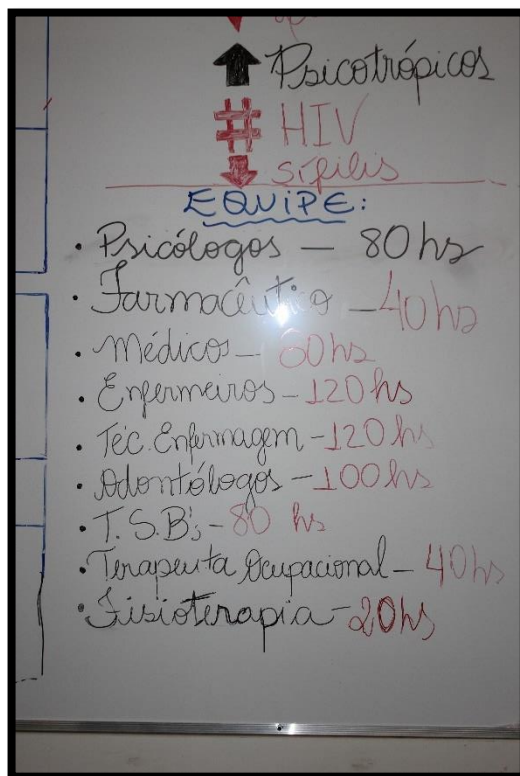 Psicotrópicos
# HIV
sífilis
EQUIPE:
• Psicólogos — 80 hs
• Farmacêutico — 40 hs
• Médicos — 60 hs
• Enfermeiros - 120 hs
• Téc. Enfermagem - 120 hs
• Odontólogos - 100 hs
• T.S.B's - 80 hs
• Terapeuta Ocupacional - 40 hs
• Fisioterapia - 20 hs